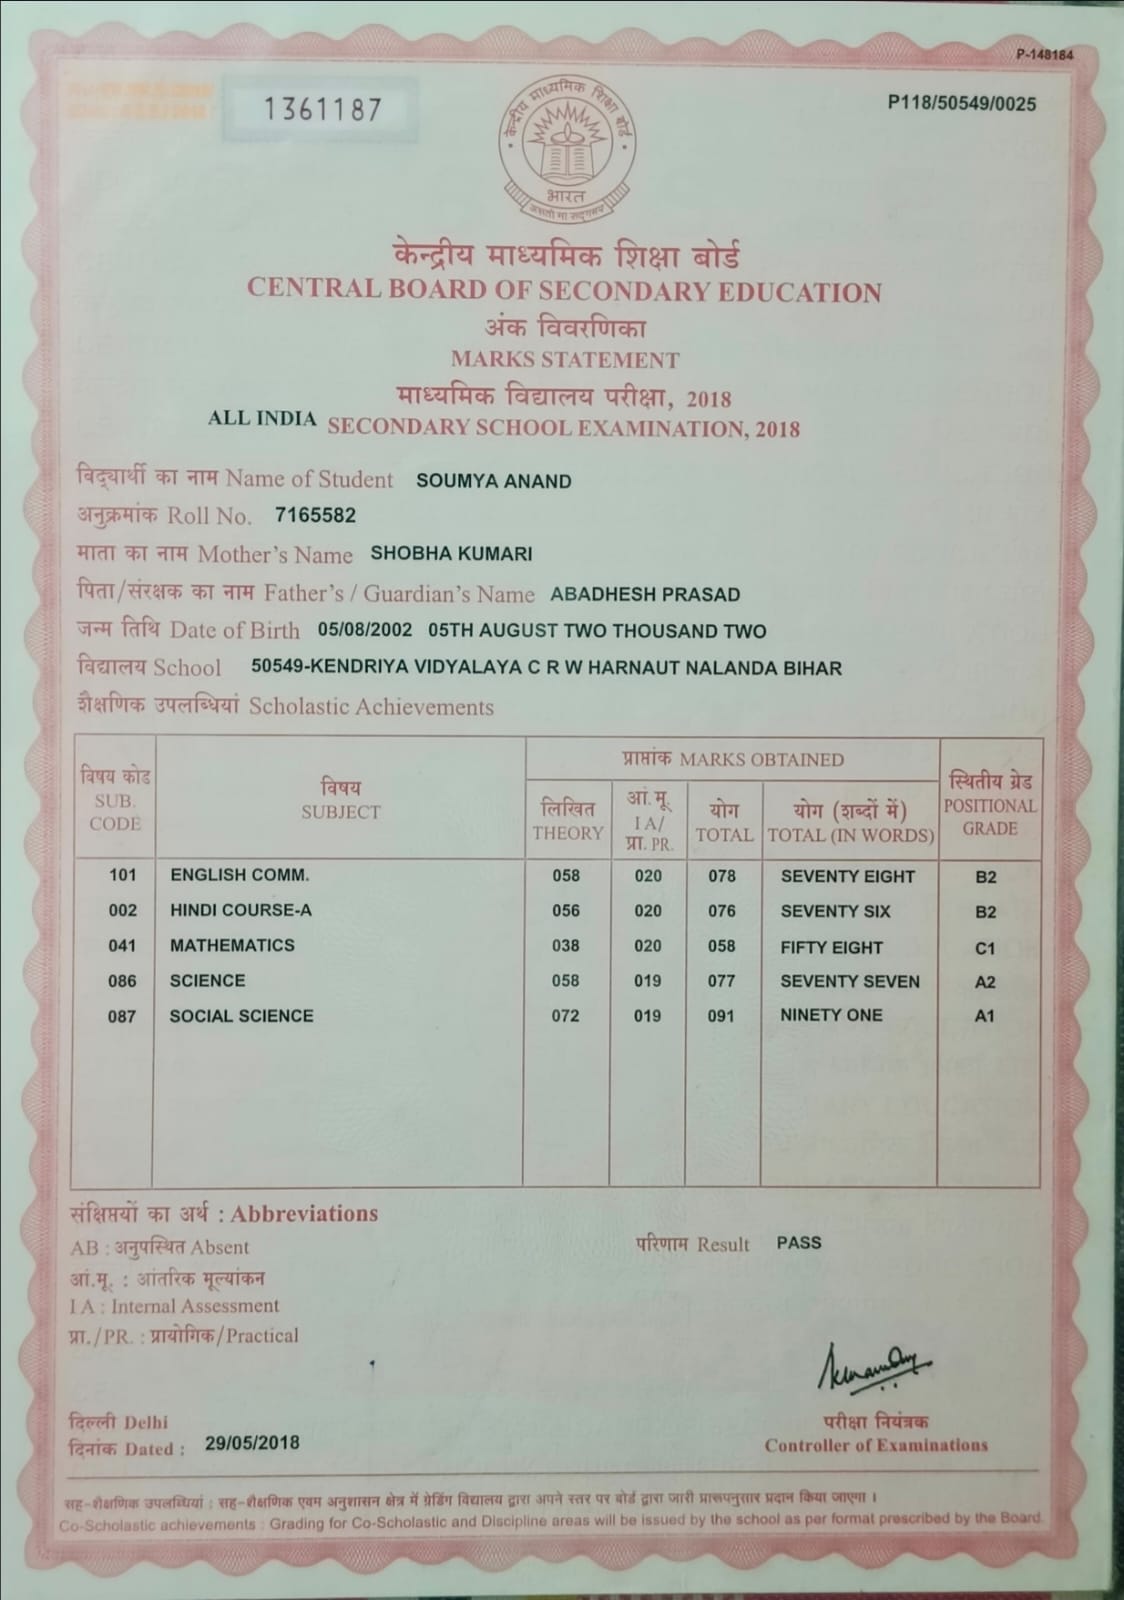 P-148184
1361187
P118/50549/0025
केन्द्रीय माध्यमिक शिक्षा बोर्ड
भारत
असतो मा सद्गमय
केन्द्रीय माध्यमिक शिक्षा बोर्ड
CENTRAL BOARD OF SECONDARY EDUCATION
अंक विवरणिका
MARKS STATEMENT
माध्यमिक विद्यालय परीक्षा, 2018
ALL INDIA SECONDARY SCHOOL EXAMINATION, 2018
विद्यार्थी का नाम Name of Student SOUMYA ANAND
अनुक्रमांक Roll No. 7165582
माता का नाम Mother's Name SHOBHA KUMARI
पिता/संरक्षक का नाम Father's / Guardian's Name ABADHESH PRASAD
जन्म तिथि Date of Birth 05/08/2002 05TH AUGUST TWO THOUSAND TWO
विद्यालय School 50549-KENDRIYA VIDYALAYA C R W HARNAUT NALANDA BIHAR
शैक्षणिक उपलब्धियां Scholastic Achievements
विषय कोड SUB. CODE
विषय SUBJECT
प्राप्तांक MARKS OBTAINED
लिखित THEORY
आं.मू. I A/ प्रा. PR.
योग TOTAL
योग (शब्दों में) TOTAL (IN WORDS)
स्थितीय ग्रेड POSITIONAL GRADE
101 ENGLISH COMM. 058 020 078 SEVENTY EIGHT B2
002 HINDI COURSE-A 056 020 076 SEVENTY SIX B2
041 MATHEMATICS 038 020 058 FIFTY EIGHT C1
086 SCIENCE 058 019 077 SEVENTY SEVEN A2
087 SOCIAL SCIENCE 072 019 091 NINETY ONE A1
संक्षिप्तियों का अर्थ : Abbreviations
AB : अनुपस्थित Absent
परिणाम Result PASS
आं.मू. : आंतरिक मूल्यांकन
I A : Internal Assessment
प्रा./PR. : प्रायोगिक/Practical
दिल्ली Delhi
दिनांक Dated : 29/05/2018
परीक्षा नियंत्रक
Controller of Examinations
सह-शैक्षणिक उपलब्धियां : सह-शैक्षणिक एवम अनुशासन क्षेत्र में ग्रेडिंग विद्यालय द्वारा अपने स्तर पर बोर्ड द्वारा जारी प्रारूपनुसार प्रदान किया जाएगा ।
Co-Scholastic achievements : Grading for Co-Scholastic and Discipline areas will be issued by the school as per format prescribed by the Board.